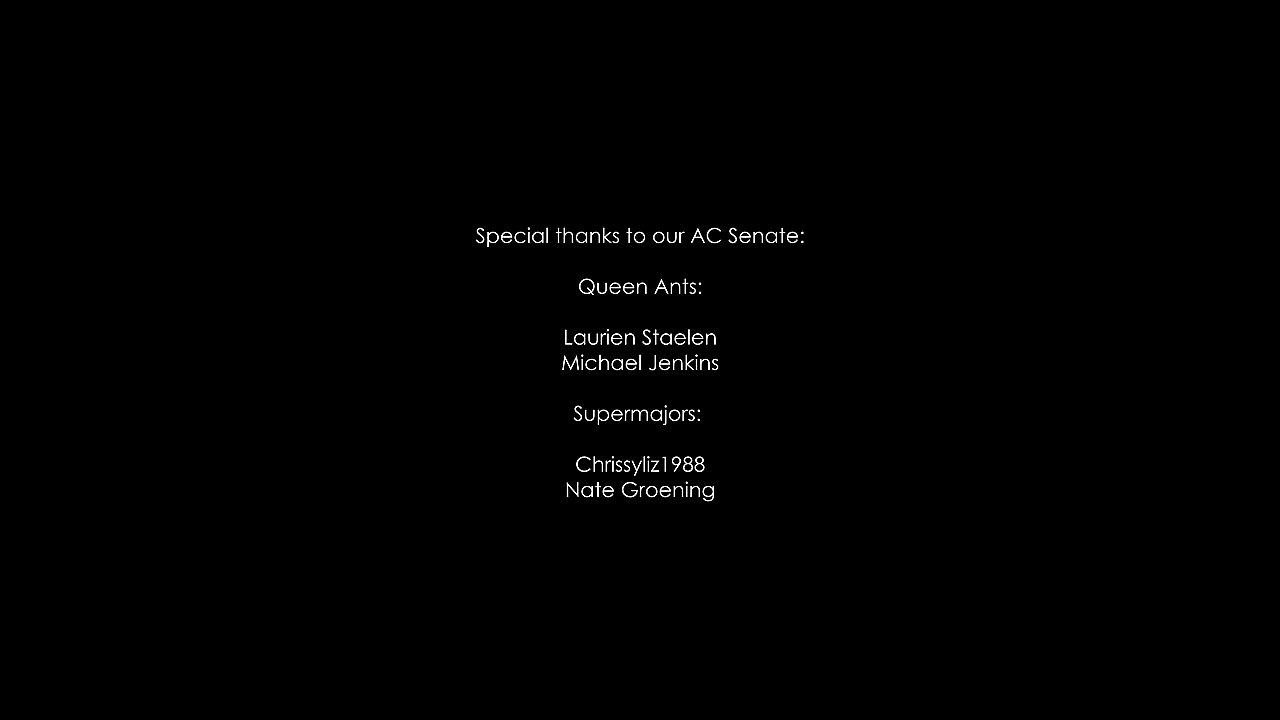 Special thanks to our AC Senate:
Queen Ants:
Laurien Staelen
Michael Jenkins
Supermajors:
Chrissyliz1988
Nate Groening